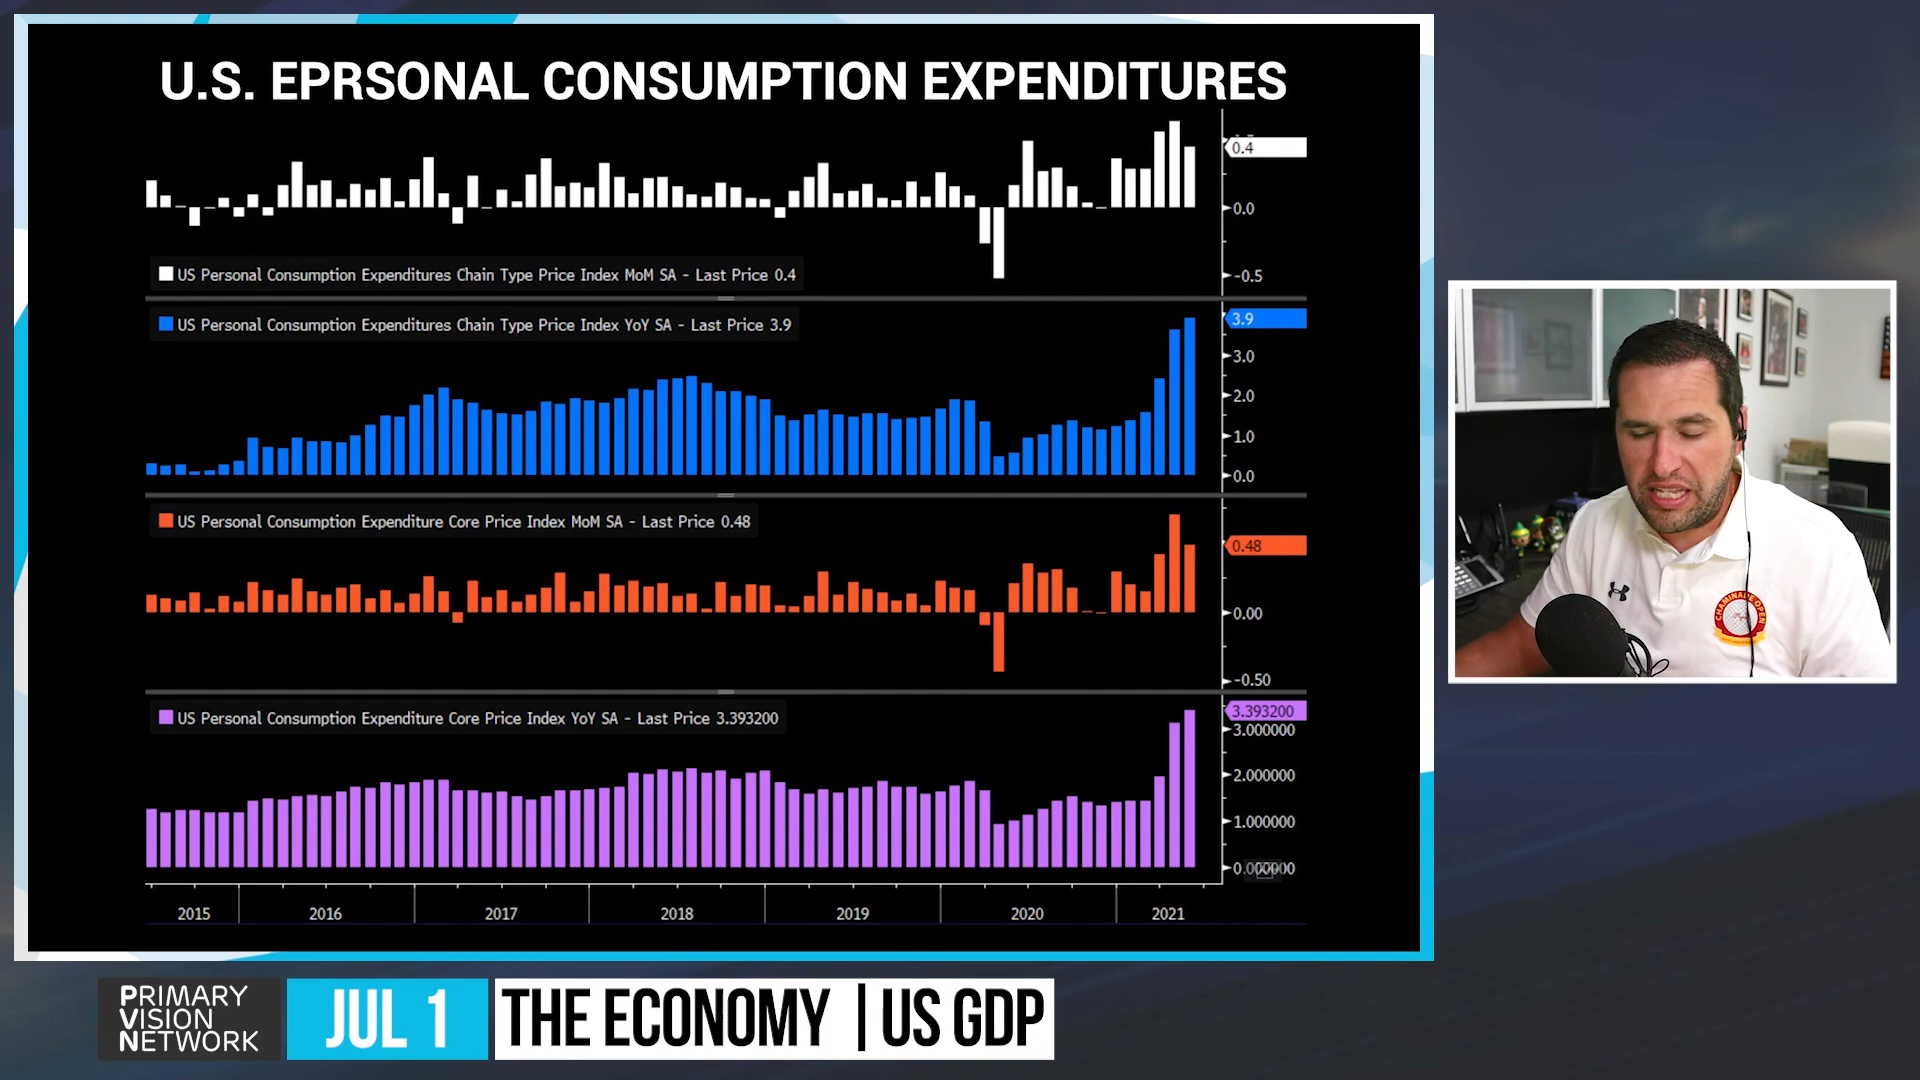 U.S. EPRSONAL CONSUMPTION EXPENDITURES
0.4
0.0
US Personal Consumption Expenditures Chain Type Price Index MoM SA - Last Price 0.4
-0.5
US Personal Consumption Expenditures Chain Type Price Index YoY SA - Last Price 3.9
3.9
3.0
2.0
1.0
0.0
US Personal Consumption Expenditure Core Price Index MoM SA - Last Price 0.48
0.48
0.00
-0.50
US Personal Consumption Expenditure Core Price Index YoY SA - Last Price 3.393200
3.393200
3.000000
2.000000
1.000000
0.000000
2015 2016 2017 2018 2019 2020 2021
CHAMINADE OPEN
PRIMARY
VISION
NETWORK
JUL 1
THE ECONOMY | US GDP